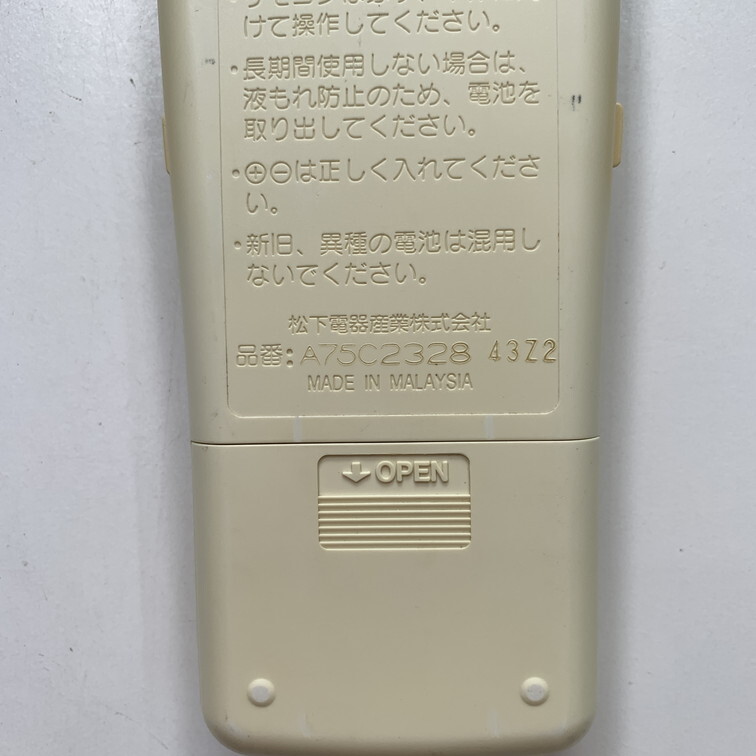 けて操作してください。
・長期間使用しない場合は、
液もれ防止のため、電池を
取り出してください。
・⊕⊖は正しく入れてくださ
い。
・新旧、異種の電池は混用し
ないでください。
松下電器産業株式会社
品番: A75C2328 43Z2
MADE IN MALAYSIA
↓OPEN